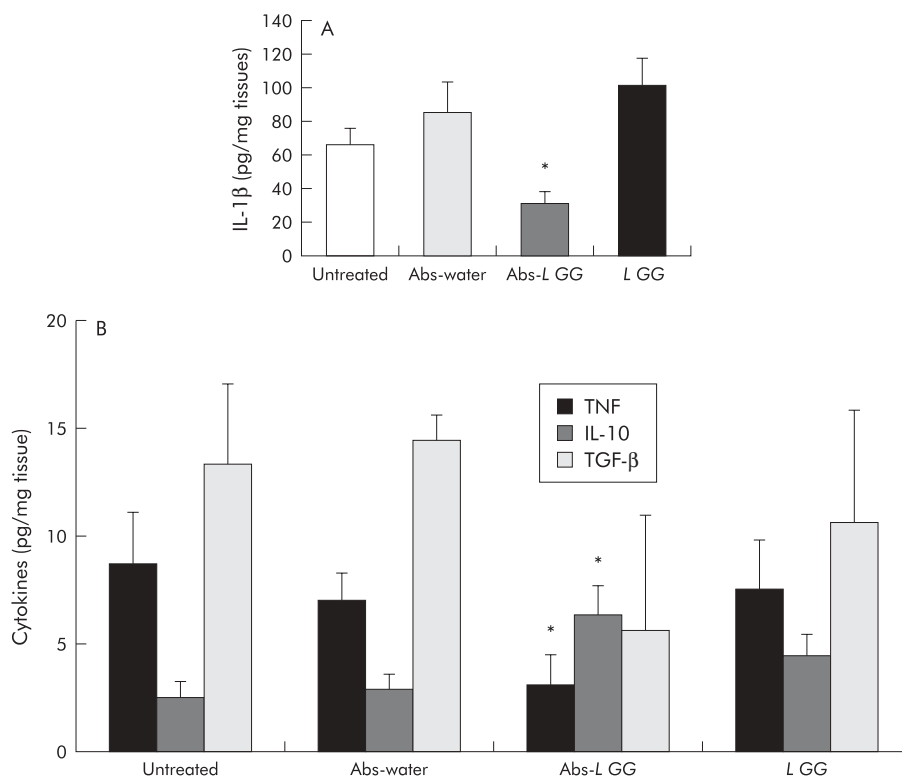 A
140
120
100
80
60
40
20
0
IL-1β (pg/mg tissues)
*
Untreated Abs-water Abs-L GG L GG
B
20
15
10
5
0
Cytokines (pg/mg tissue)
TNF
IL-10
TGF-β
*
*
Untreated Abs-water Abs-L GG L GG